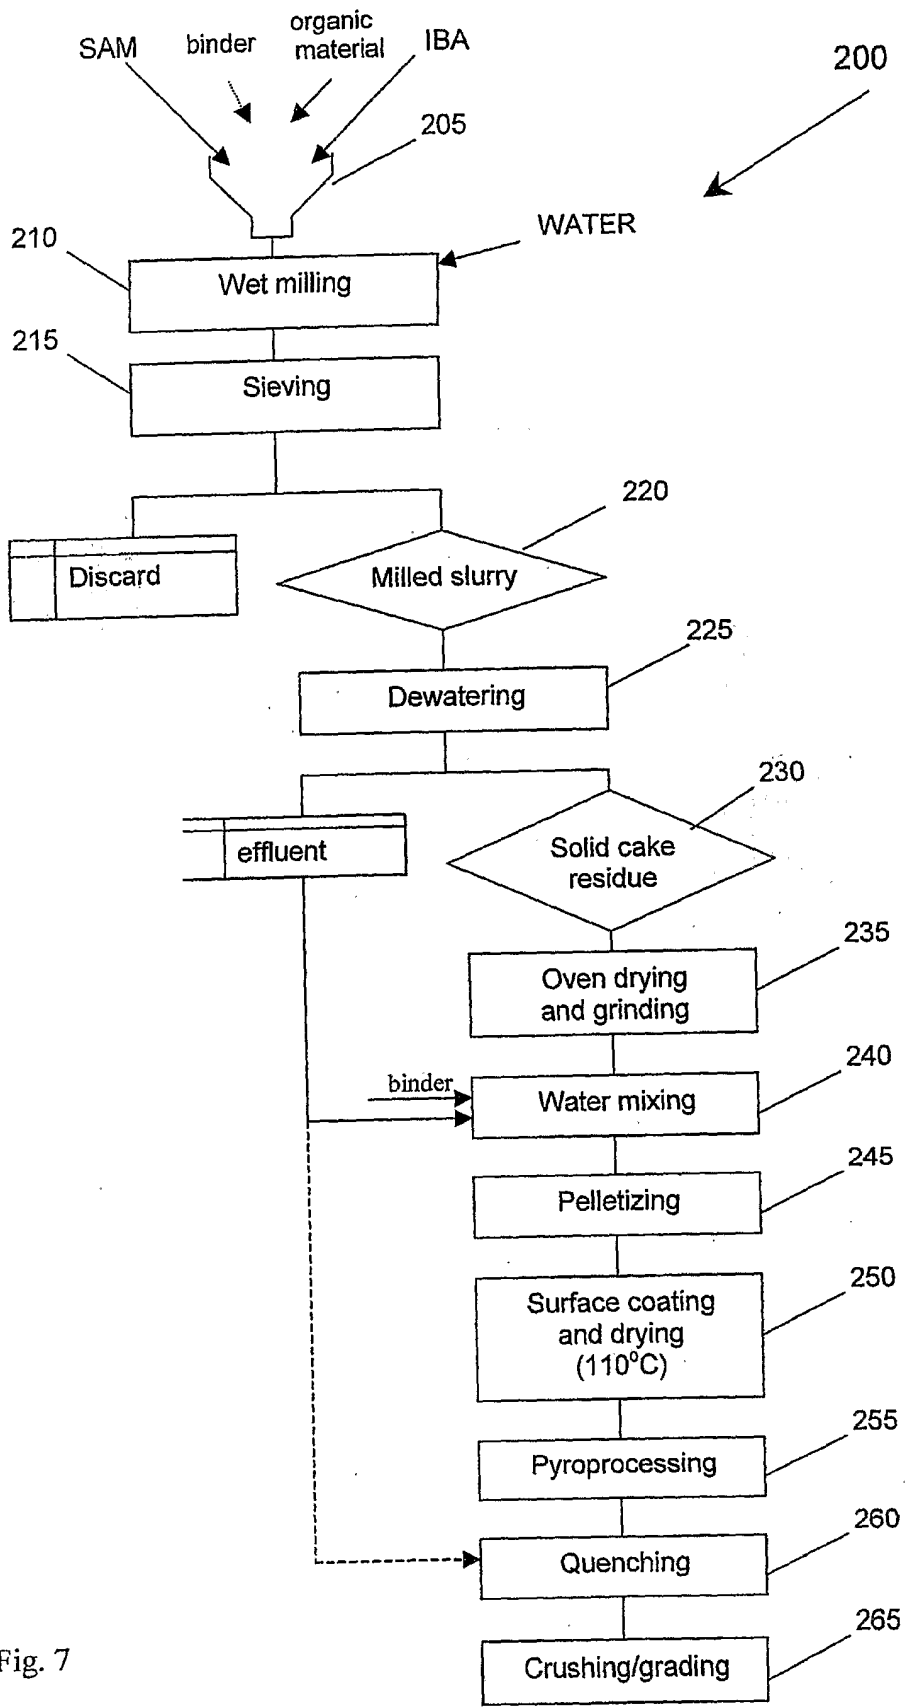 SAM
binder
organic
material
IBA
200
205
WATER
210
Wet milling
215
Sieving
220
Discard
Milled slurry
225
Dewatering
230
effluent
Solid cake
residue
235
Oven drying
and grinding
240
binder
Water mixing
245
Pelletizing
250
Surface coating
and drying
(110°C)
255
Pyroprocessing
260
Quenching
265
Crushing/grading
Fig. 7